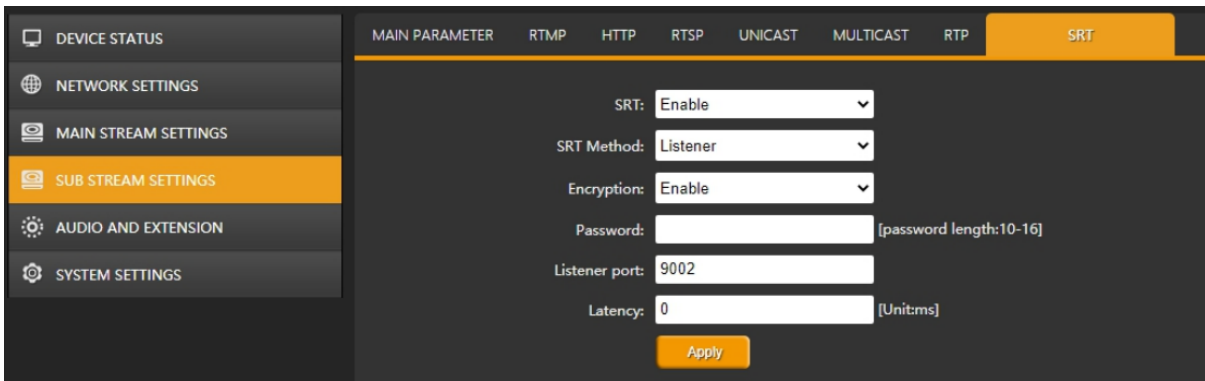 DEVICE STATUS
NETWORK SETTINGS
MAIN STREAM SETTINGS
SUB STREAM SETTINGS
AUDIO AND EXTENSION
SYSTEM SETTINGS
MAIN PARAMETER RTMP HTTP RTSP UNICAST MULTICAST RTP SRT
SRT: Enable
SRT Method: Listener
Encryption: Enable
Password: [password length:10-16]
Listener port: 9002
Latency: 0 [Unit:ms]
Apply